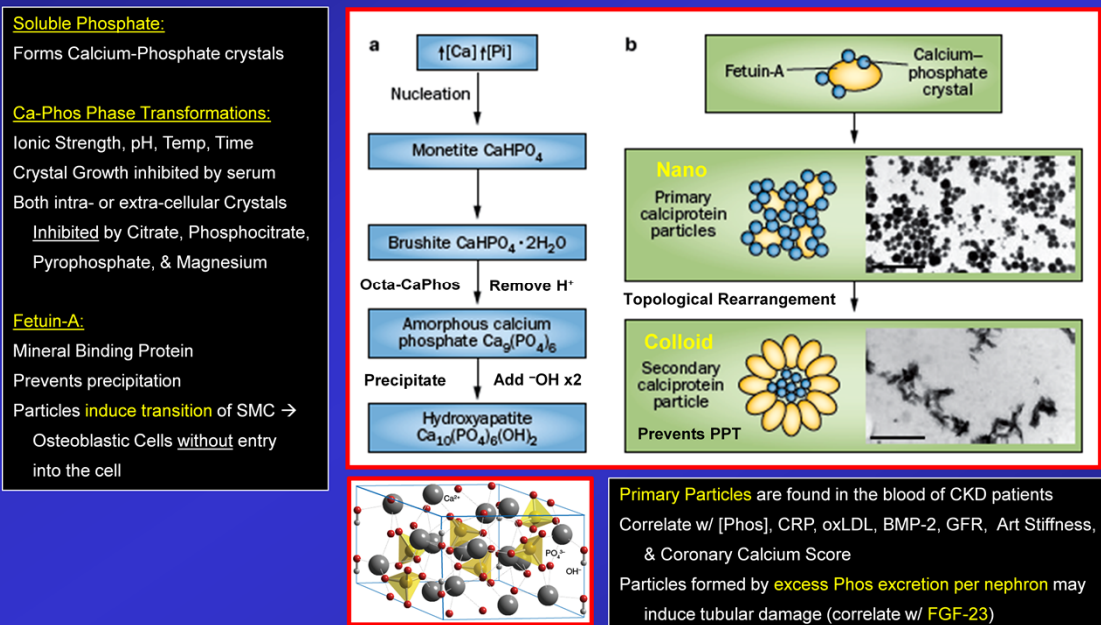 Soluble Phosphate:
Forms Calcium-Phosphate crystals
Ca-Phos Phase Transformations:
Ionic Strength, pH, Temp, Time
Crystal Growth inhibited by serum
Both intra- or extra-cellular Crystals
Inhibited by Citrate, Phosphocitrate,
Pyrophosphate, & Magnesium
Fetuin-A:
Mineral Binding Protein
Prevents precipitation
Particles induce transition of SMC →
Osteoblastic Cells without entry
into the cell
a
↑[Ca] ↑[Pi]
Nucleation
Monetite CaHPO₄
Brushite CaHPO₄·2H₂O
Octa-CaPhos Remove H⁺
Amorphous calcium
phosphate Ca₉(PO₄)₆
Precipitate Add ⁻OH x2
Hydroxyapatite
Ca₁₀(PO₄)₆(OH)₂
b
Fetuin-A
Calcium–
phosphate
crystal
Nano
Primary
calciprotein
particles
Topological Rearrangement
Colloid
Secondary
calciprotein
particle
Prevents PPT
Ca²⁺
PO₄³⁻
OH⁻
Primary Particles are found in the blood of CKD patients
Correlate w/ [Phos], CRP, oxLDL, BMP-2, GFR, Art Stiffness,
& Coronary Calcium Score
Particles formed by excess Phos excretion per nephron may
induce tubular damage (correlate w/ FGF-23)